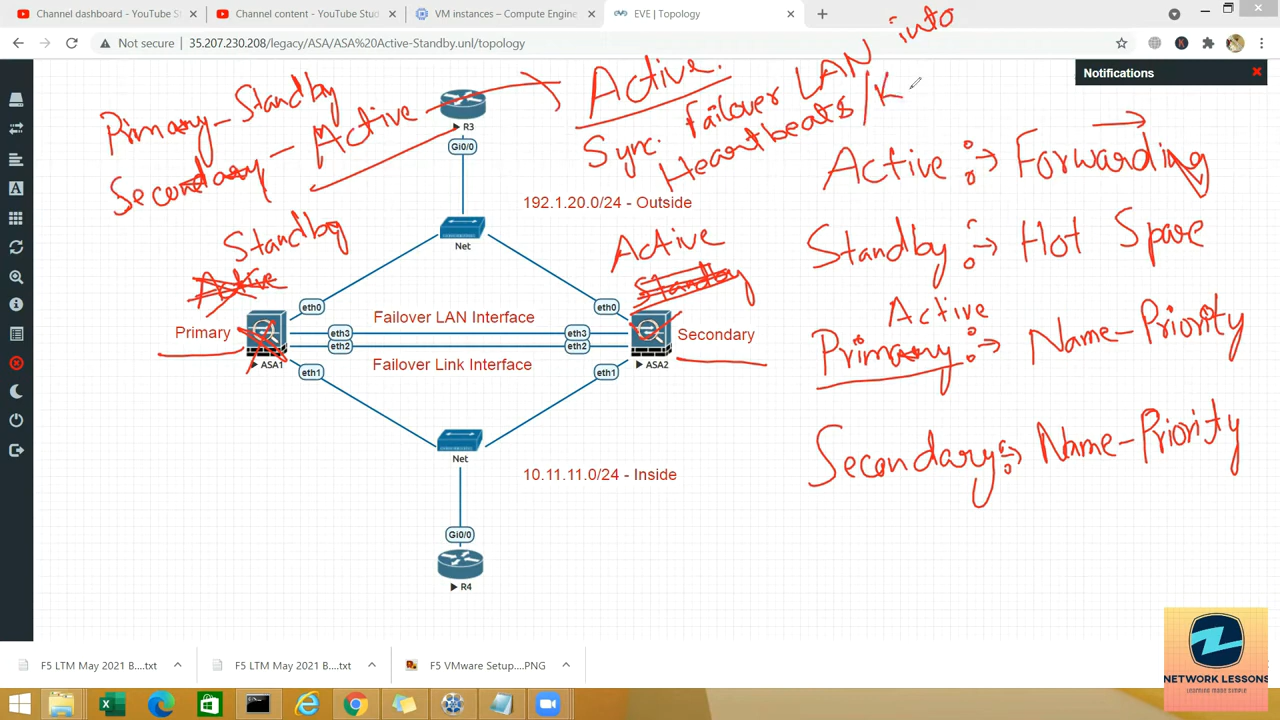 Channel dashboard - YouTube St
Channel content - YouTube Stud
VM instances – Compute Engine
EVE | Topology
Not secure
35.207.230.208/legacy/ASA/ASA%20Active-Standby.unl/topology
Notifications
Primary - Standby
Secondary - Active
Active.
Sync. Failover LAN into
Heartbeats/K
R3
Gi0/0
192.1.20.0/24 - Outside
Net
Active : → Forwarding
Standby : → Hot Spare
Active
Primary : → Name-Priority
Secondary : → Name-Priority
Standby
Active
Active
Standby
eth0
eth0
Failover LAN Interface
Primary
eth3
eth3
Secondary
eth2
eth2
ASA1
Failover Link Interface
ASA2
eth1
eth1
Net
10.11.11.0/24 - Inside
Gi0/0
R4
F5 LTM May 2021 B....txt
F5 LTM May 2021 B....txt
F5 VMware Setup....PNG
NETWORK LESSONS
LEARNING MADE SIMPLE